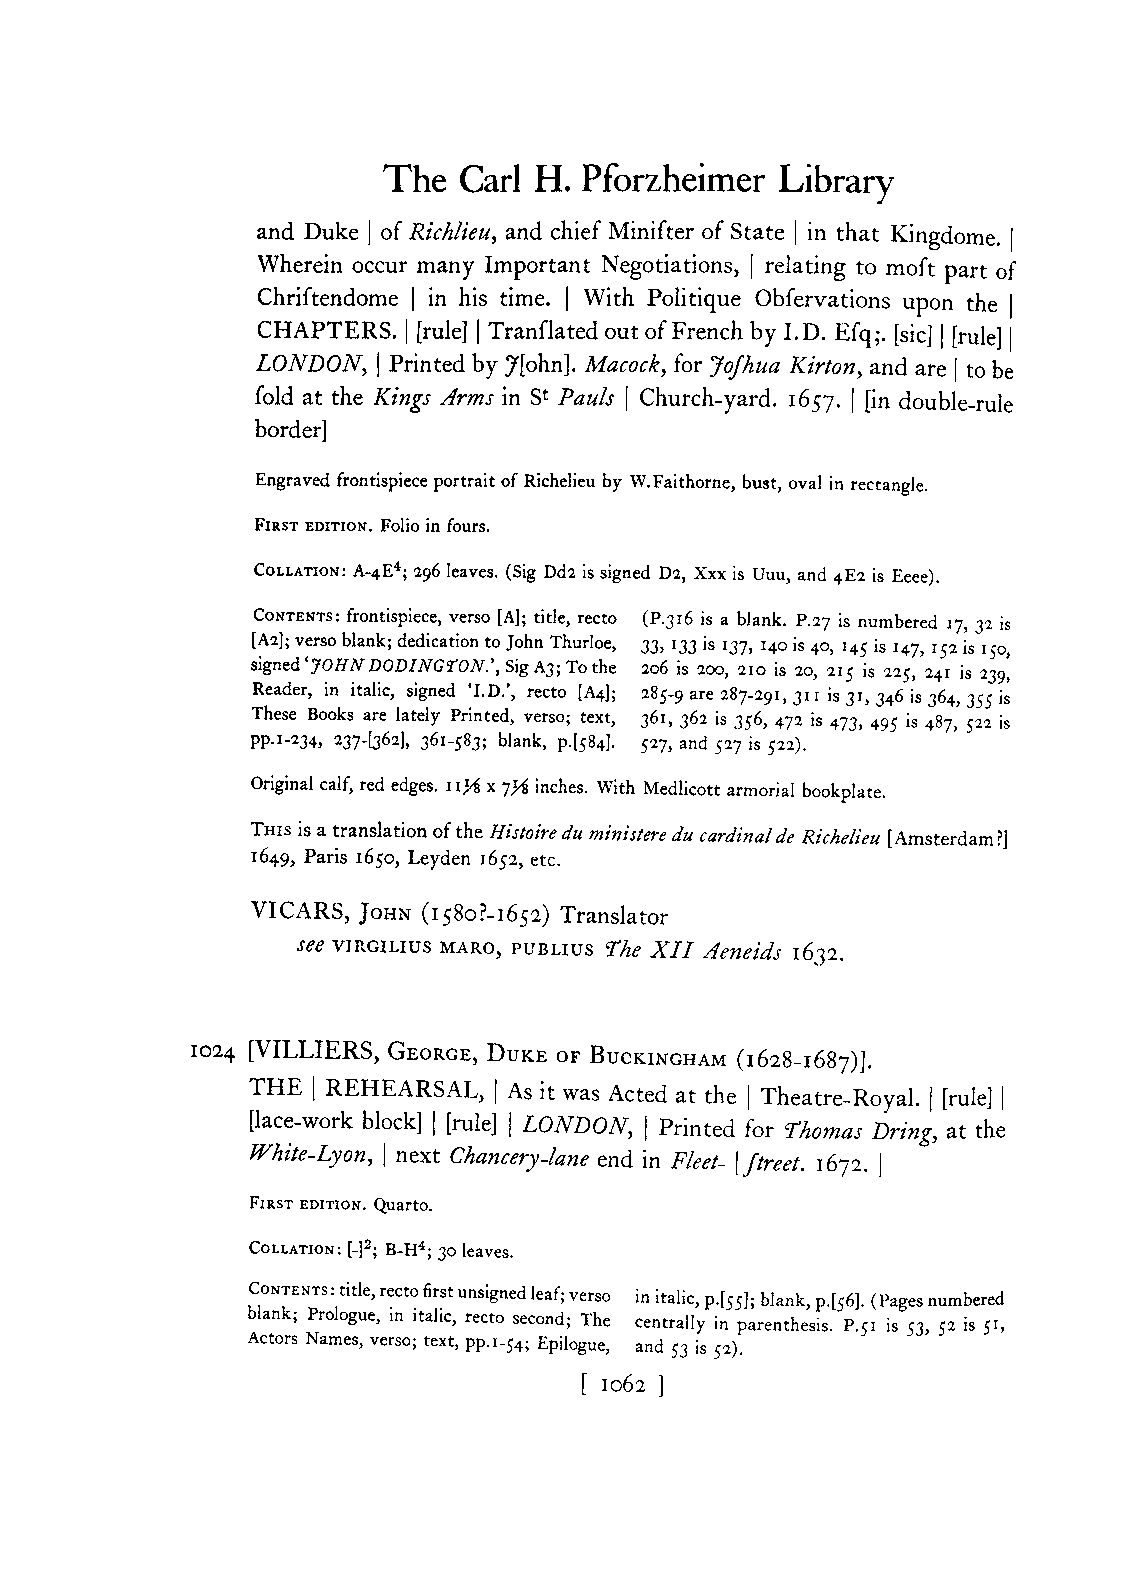 The Carl H. Pforzheimer Library
and Duke | of Richlieu, and chief Miniſter of State | in that Kingdome. |
Wherein occur many Important Negotiations, | relating to moſt part of
Chriſtendome | in his time. | With Politique Obſervations upon the |
CHAPTERS. | [rule] | Tranſlated out of French by I.D. Eſq;. [sic] | [rule] |
LONDON, | Printed by J[ohn]. Macock, for Joſhua Kirton, and are | to be
ſold at the Kings Arms in Sᵗ Pauls | Church-yard. 1657. | [in double-rule
border]
Engraved frontispiece portrait of Richelieu by W.Faithorne, bust, oval in rectangle.
First edition. Folio in fours.
Collation: A-4E⁴; 296 leaves. (Sig Dd2 is signed D2, Xxx is Uuu, and 4E2 is Eeee).
Contents: frontispiece, verso [A]; title, recto
[A2]; verso blank; dedication to John Thurloe,
signed ‘JOHN DODINGTON.’, Sig A3; To the
Reader, in italic, signed ‘I.D.’, recto [A4];
These Books are lately Printed, verso; text,
pp.1-234, 237-[362], 361-583; blank, p.[584].
(P.316 is a blank. P.27 is numbered 17, 32 is
33, 133 is 137, 140 is 40, 145 is 147, 152 is 150,
206 is 200, 210 is 20, 215 is 225, 241 is 239,
285-9 are 287-291, 311 is 31, 346 is 364, 355 is
361, 362 is 356, 472 is 473, 495 is 487, 522 is
527, and 527 is 522).
Original calf, red edges. 11⅛ x 7⅛ inches. With Medlicott armorial bookplate.
This is a translation of the Histoire du ministere du cardinal de Richelieu [Amsterdam?]
1649, Paris 1650, Leyden 1652, etc.
VICARS, John (1580?-1652) Translator
see VIRGILIUS MARO, PUBLIUS The XII Aeneids 1632.
1024 [VILLIERS, George, Duke of Buckingham (1628-1687)].
THE | REHEARSAL, | As it was Acted at the | Theatre-Royal. | [rule] |
[lace-work block] | [rule] | LONDON, | Printed for Thomas Dring, at the
White-Lyon, | next Chancery-lane end in Fleet- | ſtreet. 1672. |
First edition. Quarto.
Collation: [-]²; B-H⁴; 30 leaves.
Contents: title, recto first unsigned leaf; verso
blank; Prologue, in italic, recto second; The
Actors Names, verso; text, pp.1-54; Epilogue,
in italic, p.[55]; blank, p.[56]. (Pages numbered
centrally in parenthesis. P.51 is 53, 52 is 51,
and 53 is 52).
[ 1062 ]